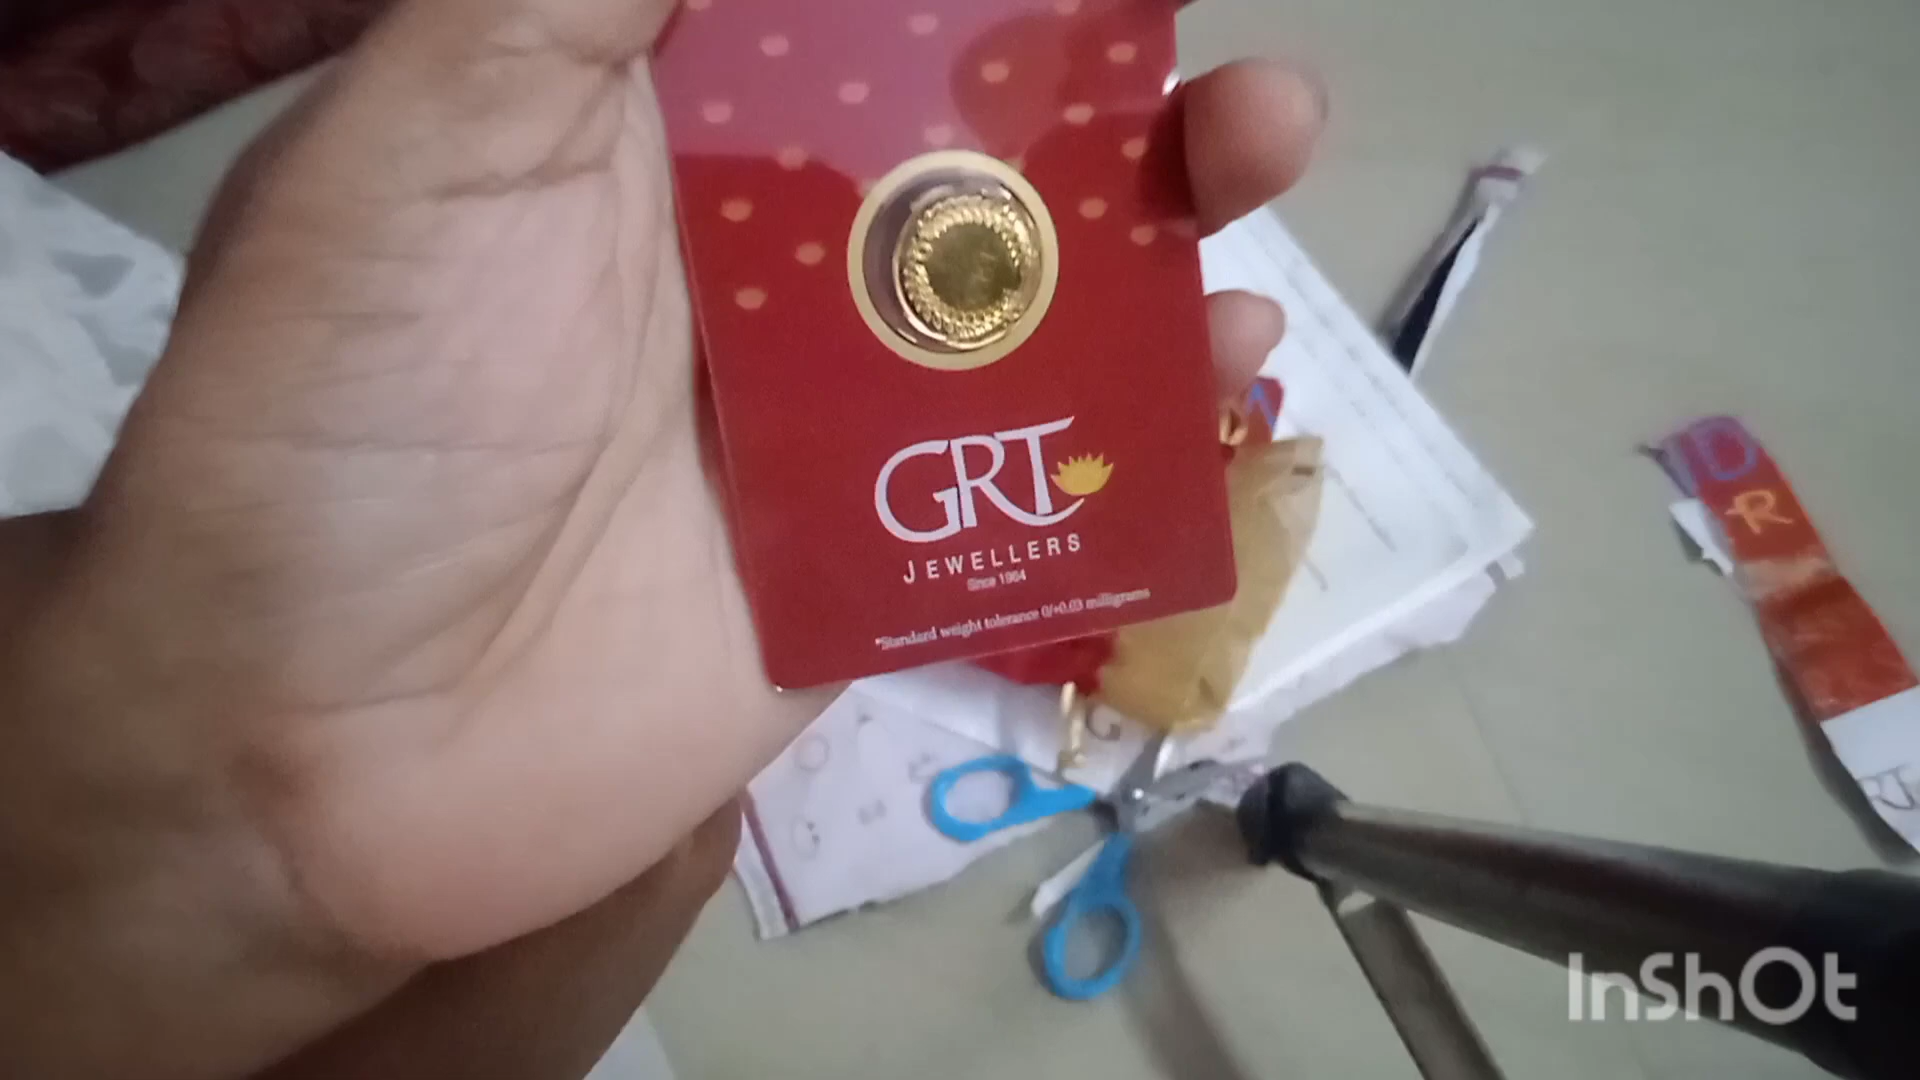 GRT
JEWELLERS
Since 1964
*Standard weight tolerance 0/+0.03 milligrams
D
R
G
InShOt